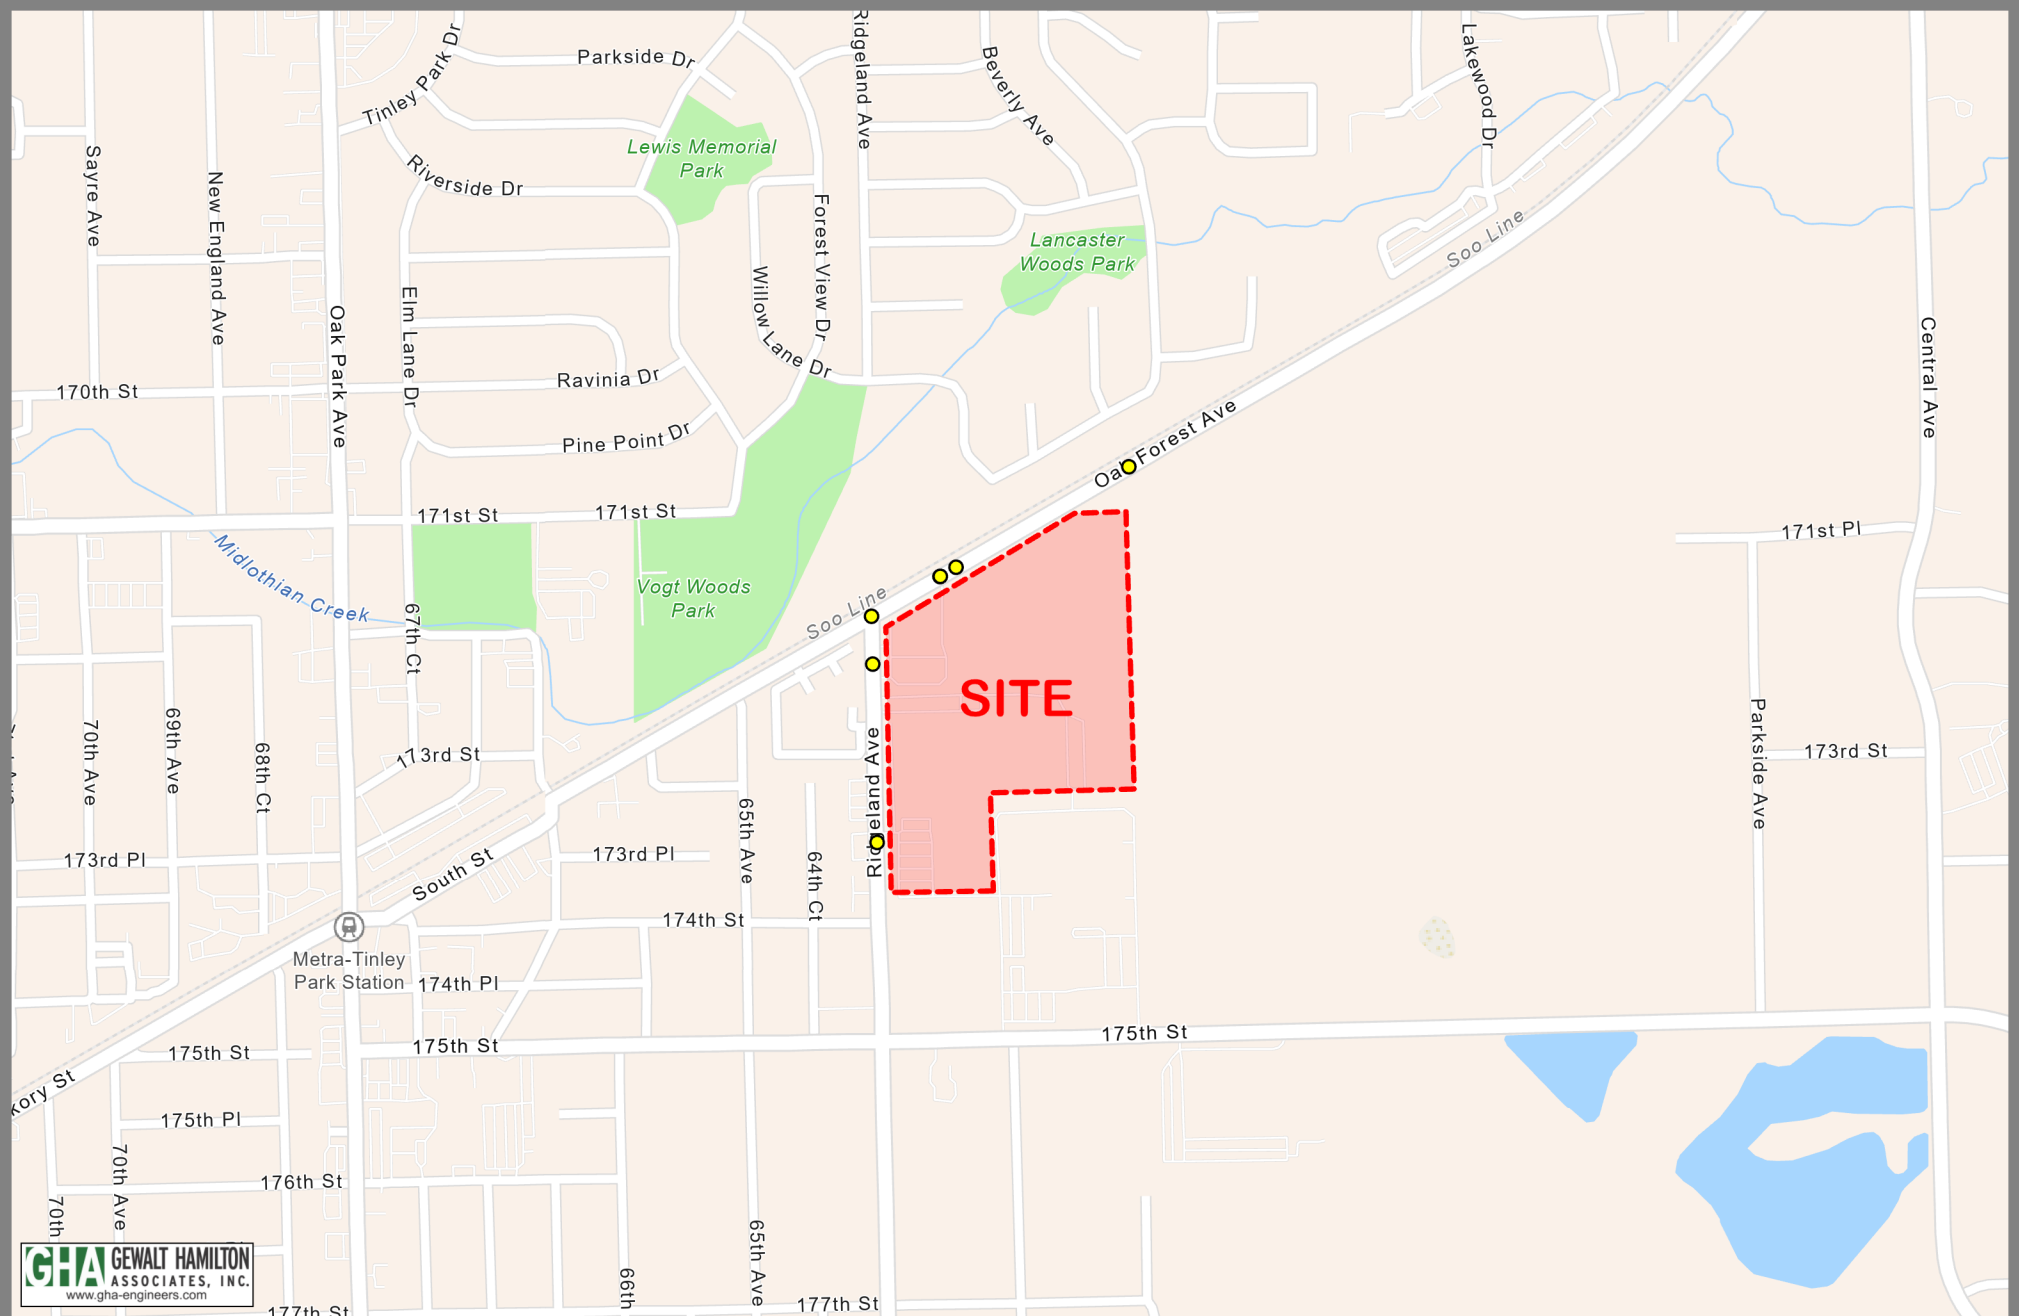 Parkside Dr
Tinley Park Dr
Ridgeland Ave
Beverly Ave
Lakewood Dr
Lewis Memorial
Park
Sayre Ave
New England Ave
Riverside Dr
Forest View Dr
Lancaster
Woods Park
Soo Line
Willow Lane Dr
Elm Lane Dr
Oak Park Ave
Central Ave
170th St
Ravinia Dr
Pine Point Dr
Oak Forest Ave
171st St
171st St
171st Pl
Midlothian Creek
Vogt Woods
Park
Soo Line
67th Ct
SITE
70th Ave
69th Ave
68th Ct
173rd St
Ridgeland Ave
Parkside Ave
173rd St
65th Ave
64th Ct
173rd Pl
South St
173rd Pl
174th St
Metra-Tinley
Park Station
174th Pl
175th St
175th St
175th St
kory St
175th Pl
70th Ave
176th St
70th
65th Ave
66th
GHA GEWALT HAMILTON
ASSOCIATES, INC.
www.gha-engineers.com
177th St
177th St